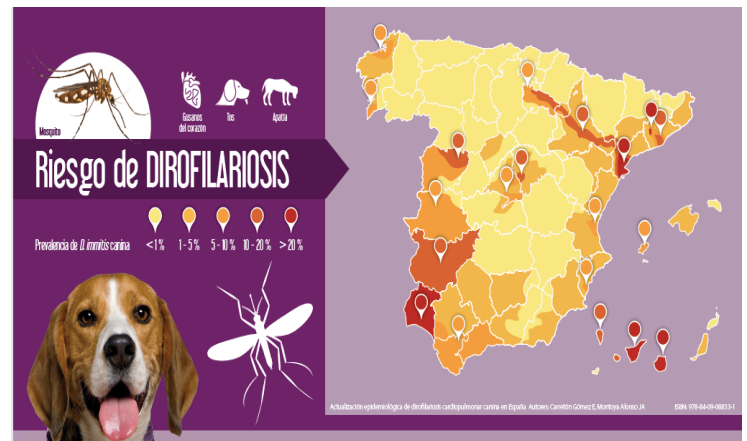 Mosquito
Gusanos
del corazón
Tos
Apatía
Riesgo de DIROFILARIOSIS
Prevalencia de D. immitis canina
<1% 1-5% 5-10% 10-20% >20%
Actualización epidemiológica de dirofilariosis cardiopulmonar canina en España Autores: Carretón Gómez E, Montoya Alonso JA
ISBN: 978-84-09-08833-1